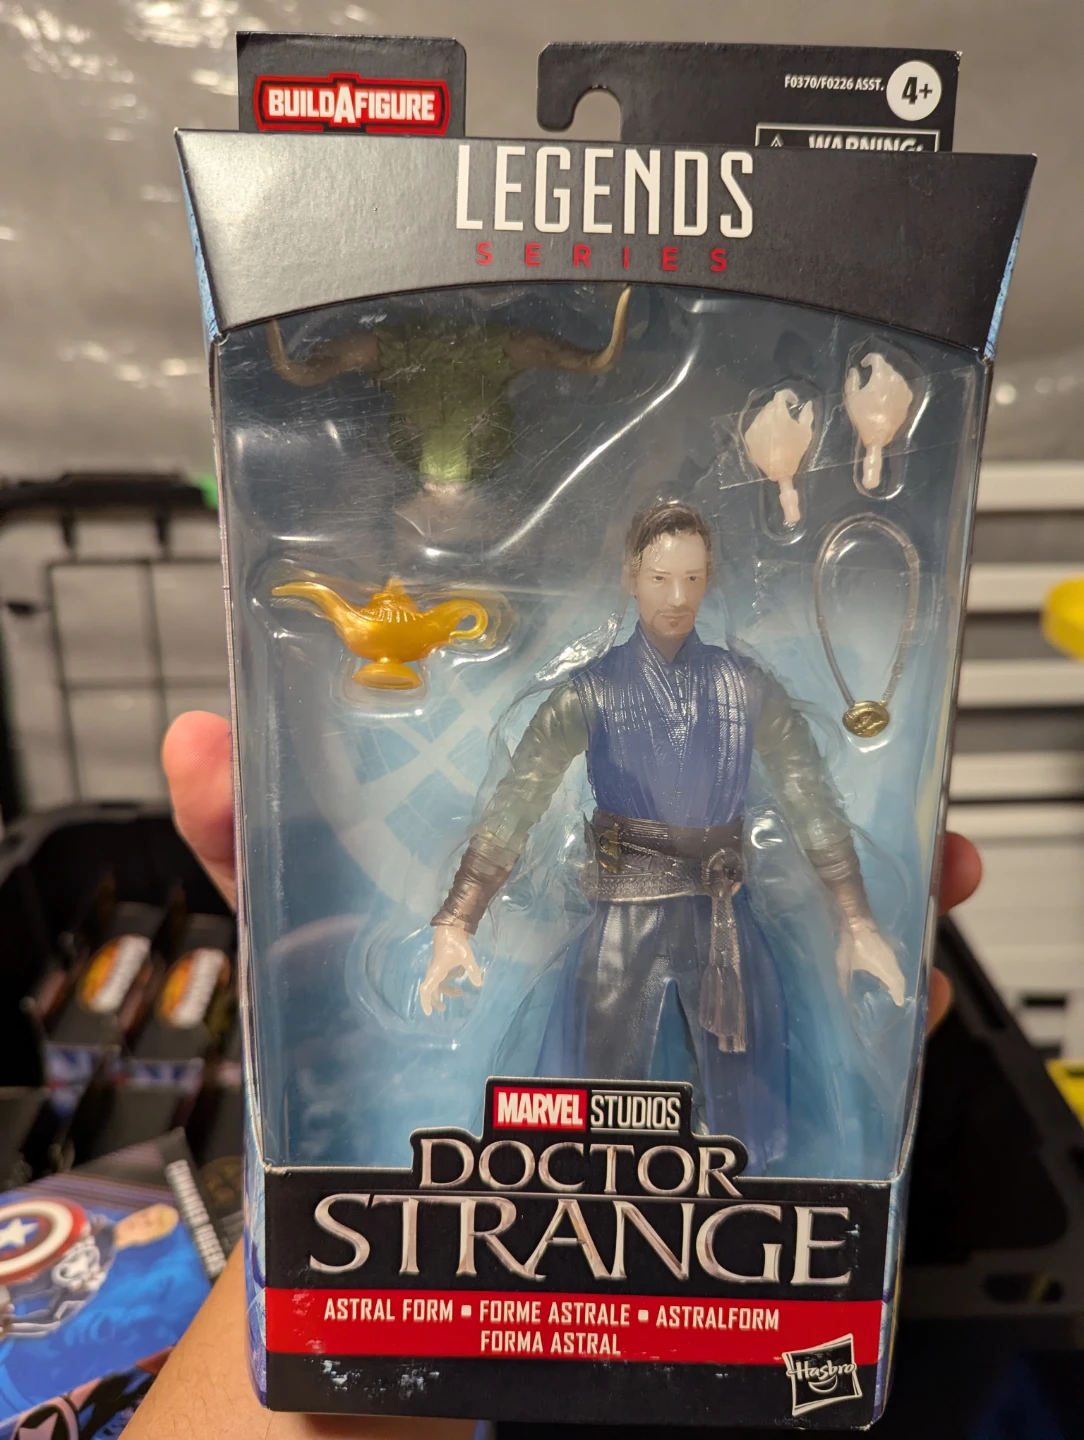 BUILDAFIGURE
F0370/F0226 ASST.
4+
WARNING:
LEGENDS
SERIES
MARVEL STUDIOS
DOCTOR
STRANGE
ASTRAL FORM ▪ FORME ASTRALE ▪ ASTRALFORM
FORMA ASTRAL
Hasbro